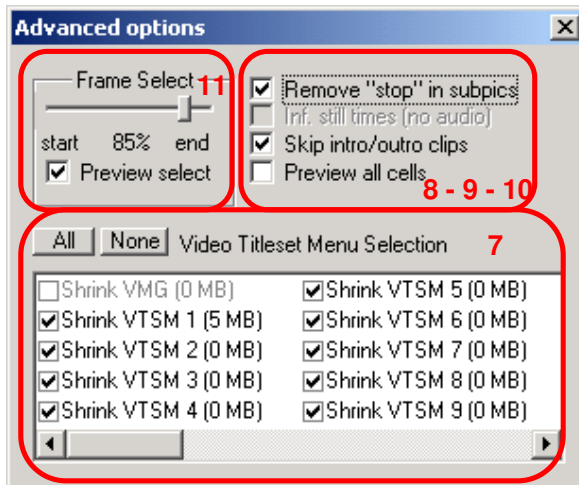 Advanced options
Frame Select 11
start 85% end
Preview select
Remove "stop" in subpics
Inf. still times (no audio)
Skip intro/outro clips
Preview all cells
8 - 9 - 10
All None Video Titleset Menu Selection 7
Shrink VMG (0 MB) Shrink VTSM 5 (0 MB)
Shrink VTSM 1 (5 MB) Shrink VTSM 6 (0 MB)
Shrink VTSM 2 (0 MB) Shrink VTSM 7 (0 MB)
Shrink VTSM 3 (0 MB) Shrink VTSM 8 (0 MB)
Shrink VTSM 4 (0 MB) Shrink VTSM 9 (0 MB)